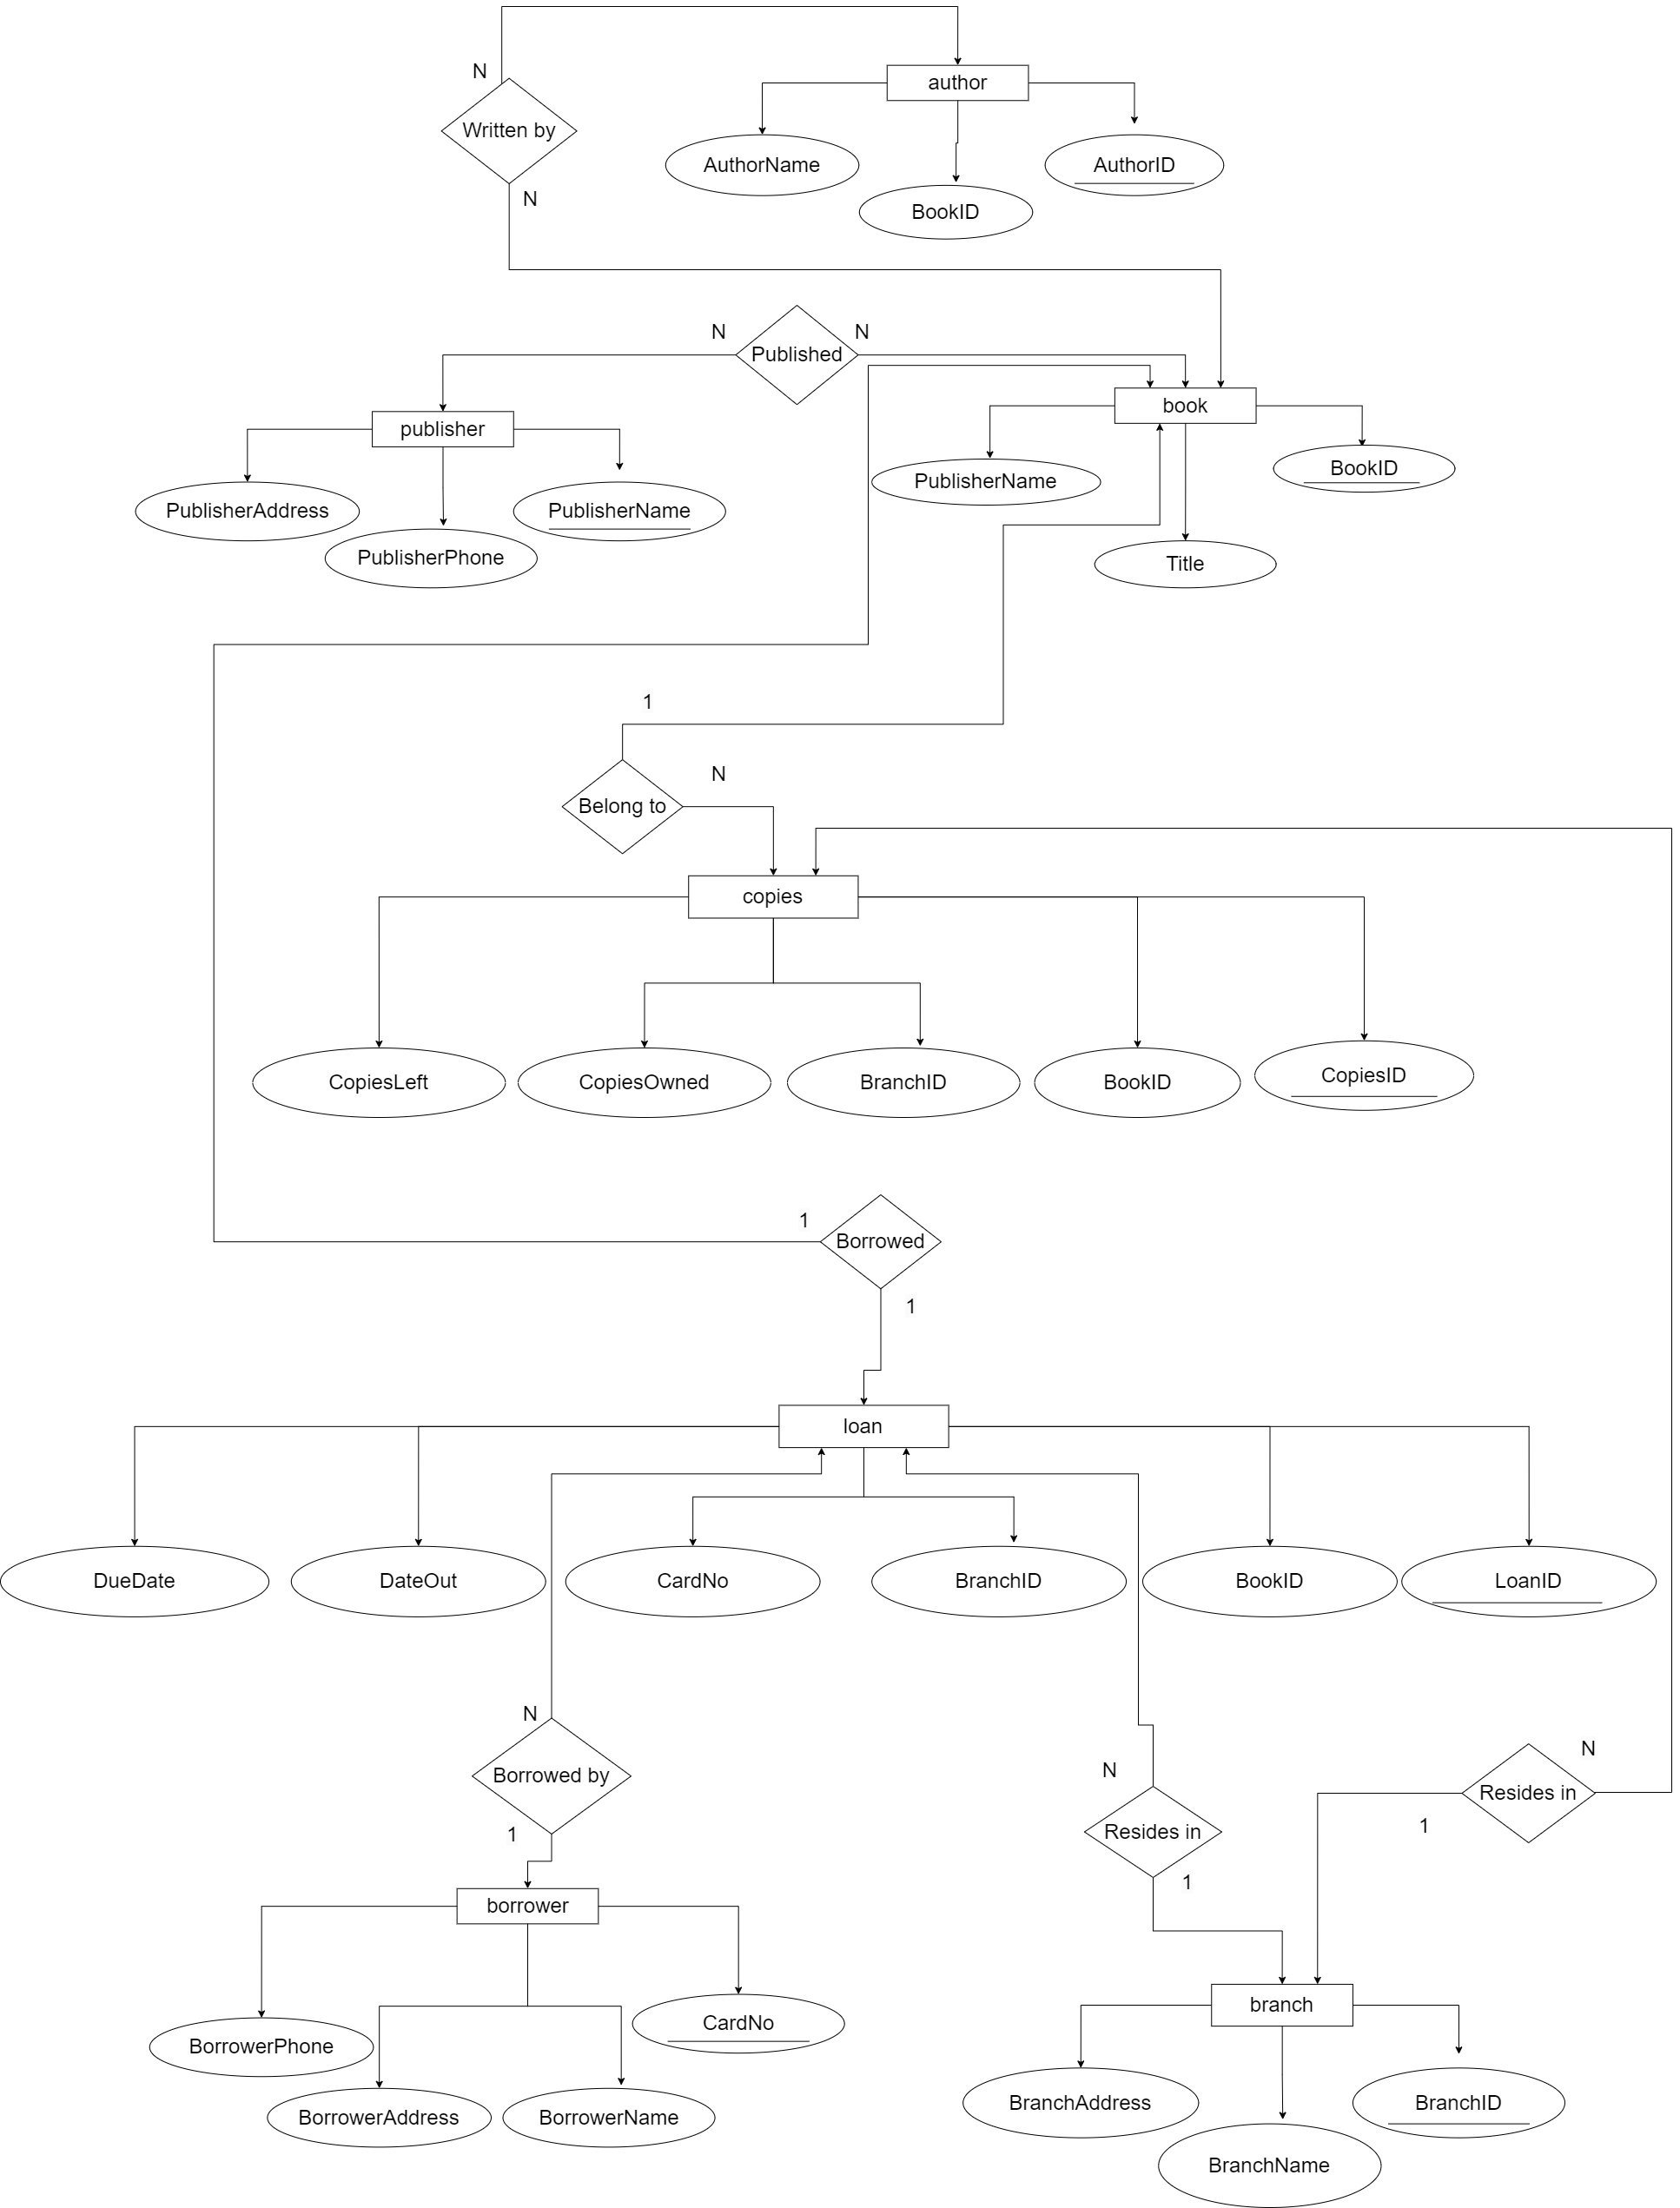 N
author
Written by
AuthorName
AuthorID
N
BookID
N
N
Published
book
publisher
BookID
PublisherName
PublisherAddress
PublisherName
PublisherPhone
Title
1
N
Belong to
copies
CopiesLeft
CopiesOwned
BranchID
BookID
CopiesID
1
Borrowed
1
loan
DueDate
DateOut
CardNo
BranchID
BookID
LoanID
N
N
N
Borrowed by
Resides in
1
1
Resides in
1
borrower
branch
CardNo
BorrowerPhone
BranchAddress
BranchID
BorrowerAddress
BorrowerName
BranchName